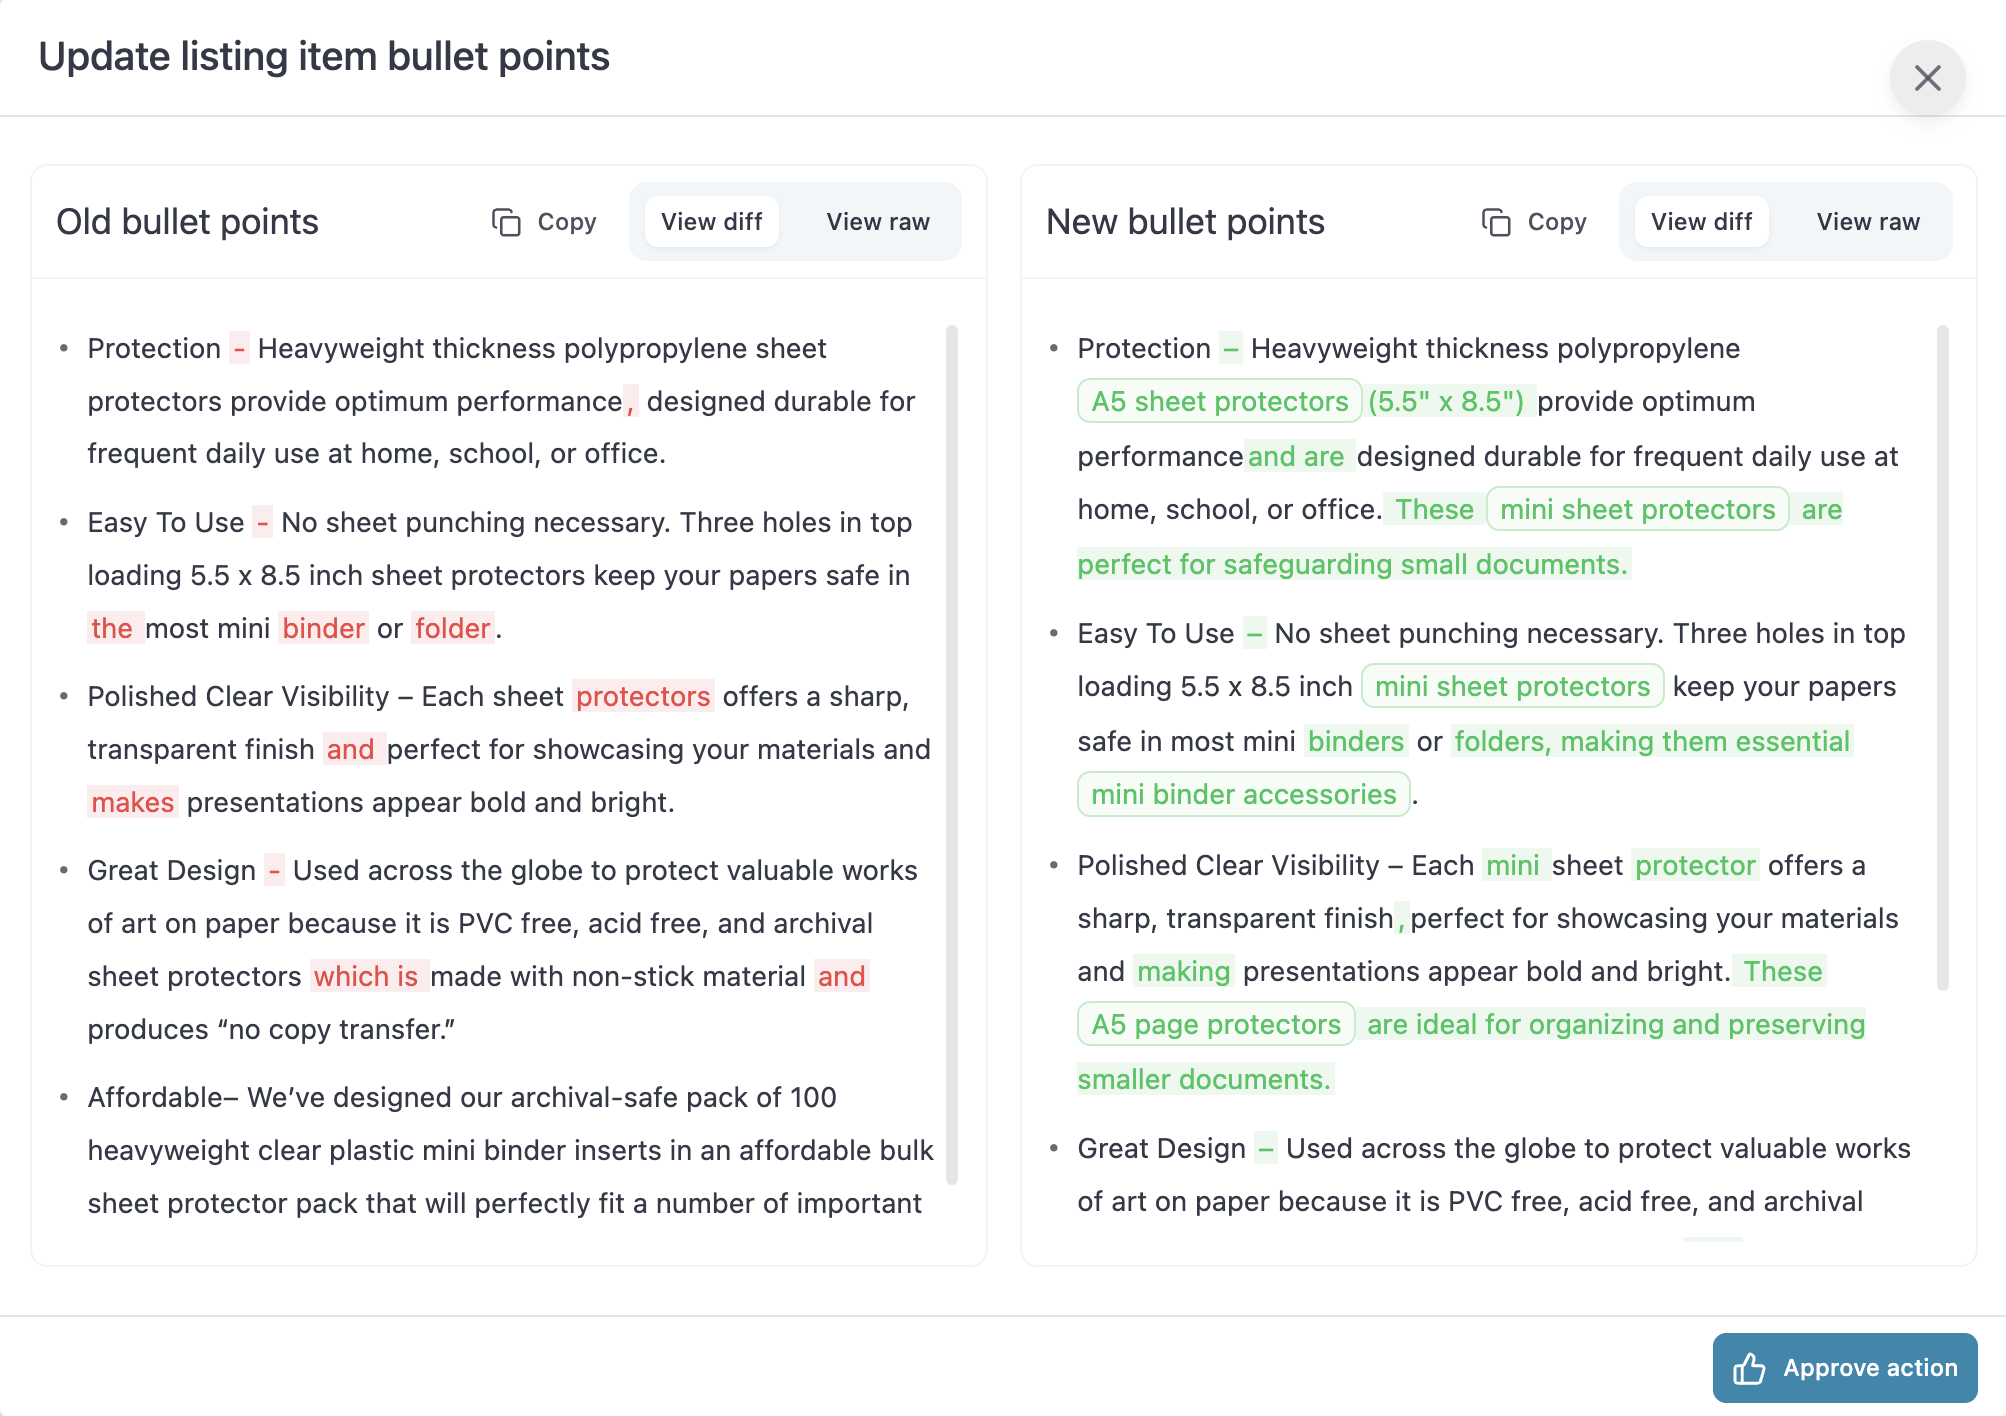 Update listing item bullet points
Old bullet points
Copy
View diff
View raw
• Protection - Heavyweight thickness polypropylene sheet
protectors provide optimum performance, designed durable for
frequent daily use at home, school, or office.
• Easy To Use - No sheet punching necessary. Three holes in top
loading 5.5 x 8.5 inch sheet protectors keep your papers safe in
the most mini binder or folder.
• Polished Clear Visibility – Each sheet protectors offers a sharp,
transparent finish and perfect for showcasing your materials and
makes presentations appear bold and bright.
• Great Design - Used across the globe to protect valuable works
of art on paper because it is PVC free, acid free, and archival
sheet protectors which is made with non-stick material and
produces “no copy transfer.”
• Affordable– We’ve designed our archival-safe pack of 100
heavyweight clear plastic mini binder inserts in an affordable bulk
sheet protector pack that will perfectly fit a number of important
New bullet points
Copy
View diff
View raw
• Protection – Heavyweight thickness polypropylene
A5 sheet protectors (5.5" x 8.5") provide optimum
performance and are designed durable for frequent daily use at
home, school, or office. These mini sheet protectors are
perfect for safeguarding small documents.
• Easy To Use – No sheet punching necessary. Three holes in top
loading 5.5 x 8.5 inch mini sheet protectors keep your papers
safe in most mini binders or folders, making them essential
mini binder accessories.
• Polished Clear Visibility – Each mini sheet protector offers a
sharp, transparent finish, perfect for showcasing your materials
and making presentations appear bold and bright. These
A5 page protectors are ideal for organizing and preserving
smaller documents.
• Great Design – Used across the globe to protect valuable works
of art on paper because it is PVC free, acid free, and archival
Approve action